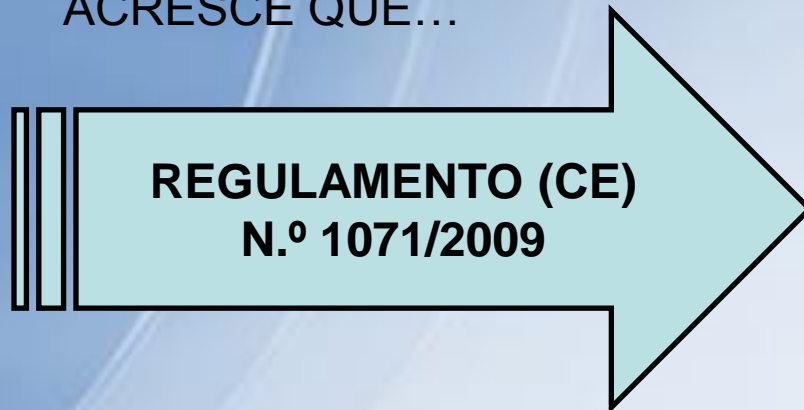 ACRESCE QUE…
REGULAMENTO (CE)
N.º 1071/2009